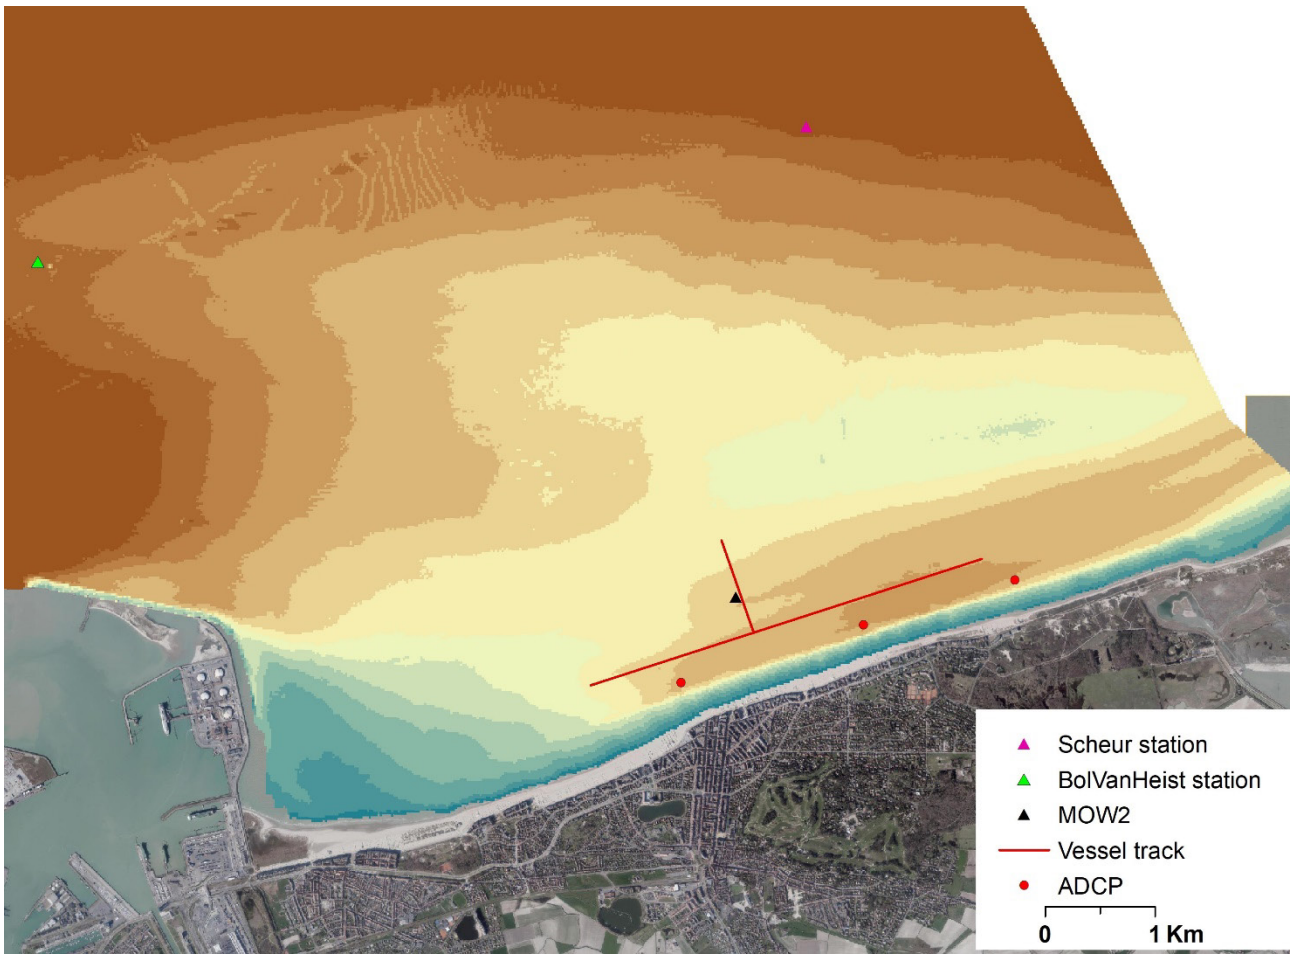 Scheur station
BolVanHeist station
MOW2
Vessel track
ADCP
0 1 Km